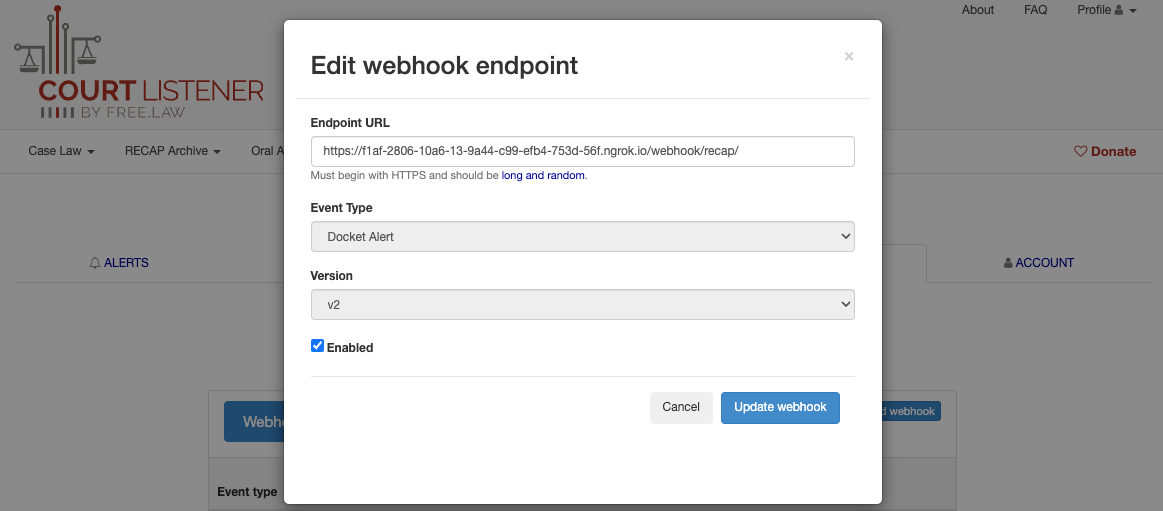 About FAQ Profile
COURT LISTENER
BY FREE.LAW
Case Law RECAP Archive Oral A
Donate
ALERTS
ACCOUNT
Edit webhook endpoint
×
Endpoint URL
https://f1af-2806-10a6-13-9a44-c99-efb4-753d-56f.ngrok.io/webhook/recap/
Must begin with HTTPS and should be long and random.
Event Type
Docket Alert
Version
v2
Enabled
Cancel Update webhook
Webho
d webhook
Event type